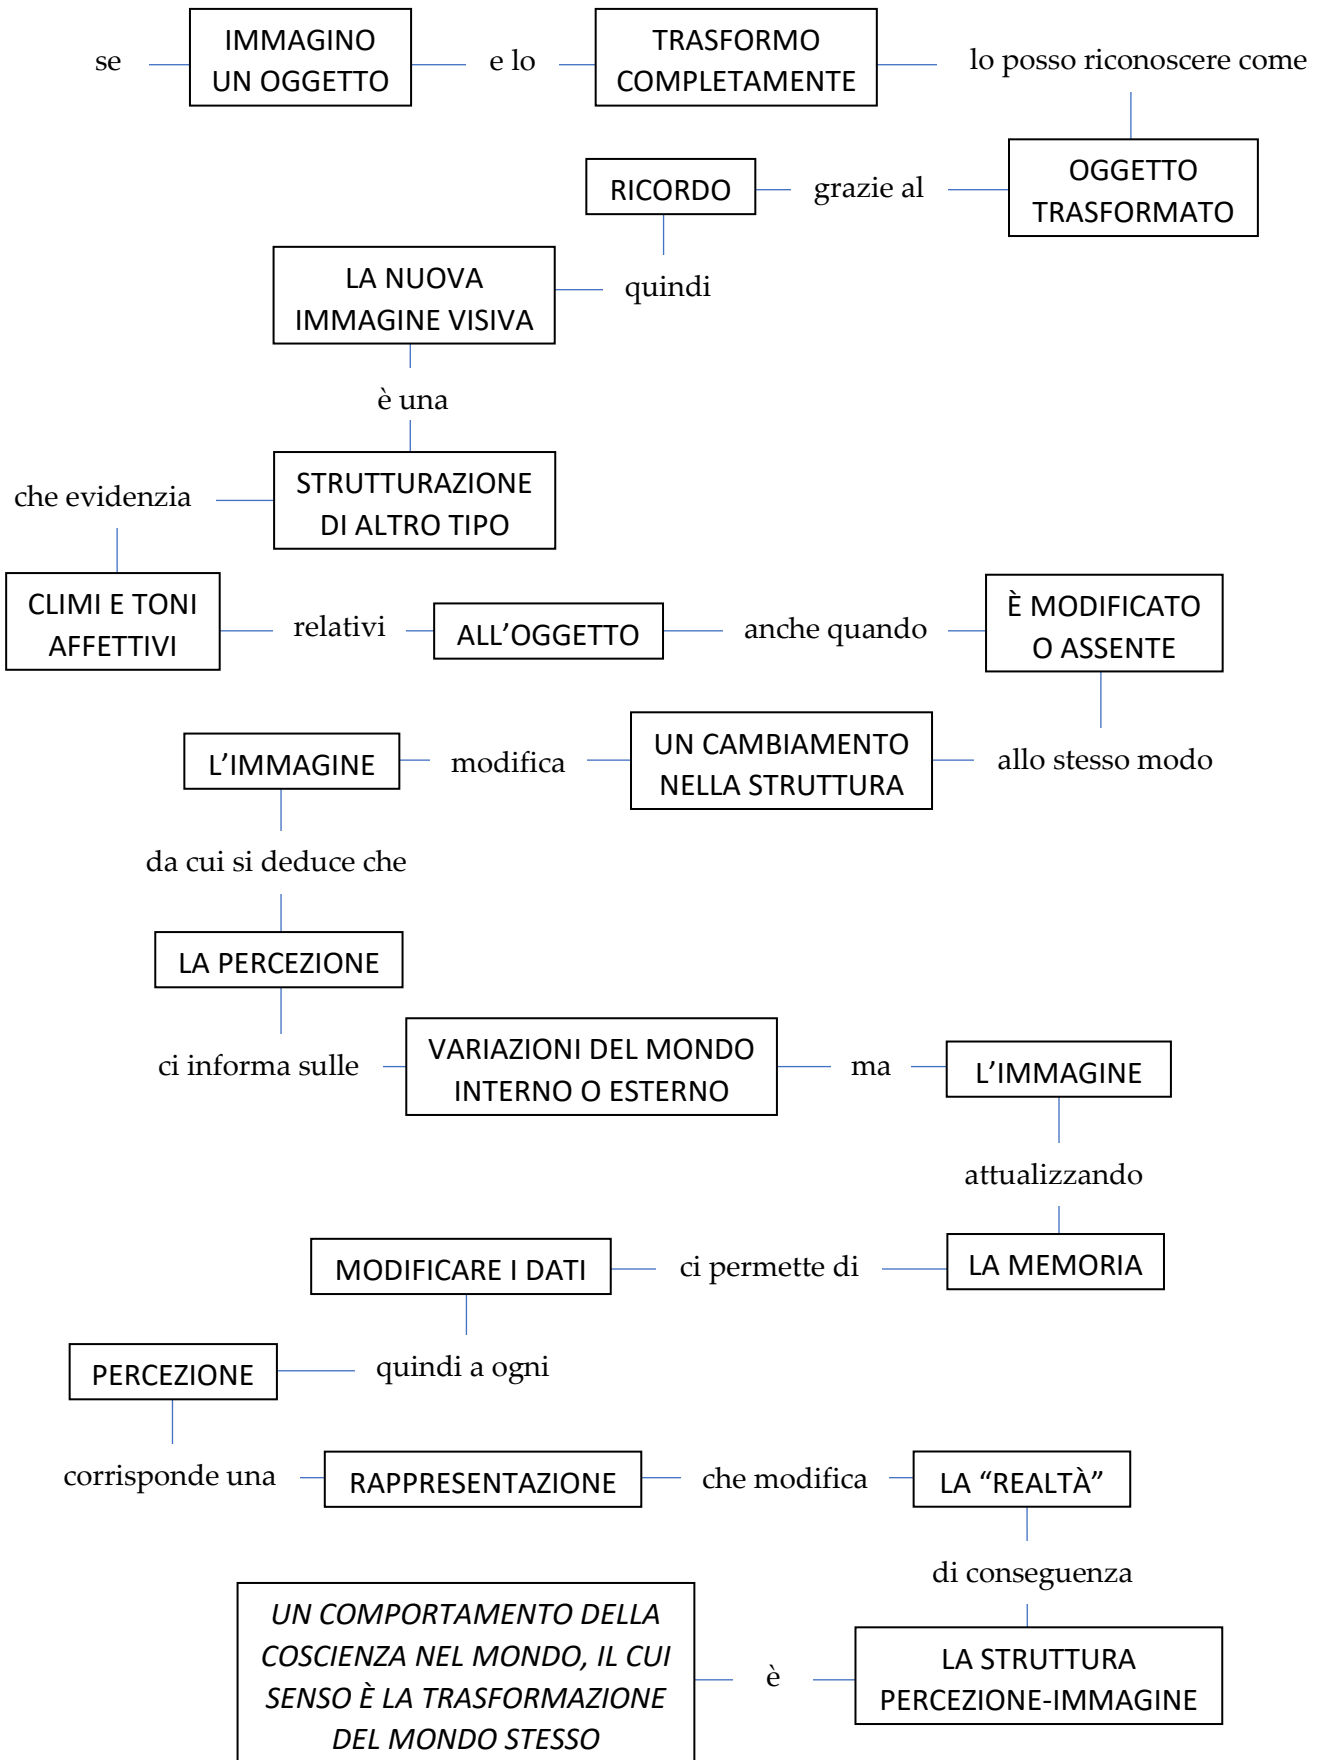 se
IMMAGINO
UN OGGETTO
e lo
TRASFORMO
COMPLETAMENTE
lo posso riconoscere come
OGGETTO
TRASFORMATO
grazie al
RICORDO
quindi
LA NUOVA
IMMAGINE VISIVA
è una
STRUTTURAZIONE
DI ALTRO TIPO
che evidenzia
CLIMI E TONI
AFFETTIVI
relativi
ALL’OGGETTO
anche quando
È MODIFICATO
O ASSENTE
allo stesso modo
UN CAMBIAMENTO
NELLA STRUTTURA
modifica
L’IMMAGINE
da cui si deduce che
LA PERCEZIONE
ci informa sulle
VARIAZIONI DEL MONDO
INTERNO O ESTERNO
ma
L’IMMAGINE
attualizzando
LA MEMORIA
ci permette di
MODIFICARE I DATI
quindi a ogni
PERCEZIONE
corrisponde una
RAPPRESENTAZIONE
che modifica
LA “REALTÀ”
di conseguenza
LA STRUTTURA
PERCEZIONE-IMMAGINE
è
UN COMPORTAMENTO DELLA
COSCIENZA NEL MONDO, IL CUI
SENSO È LA TRASFORMAZIONE
DEL MONDO STESSO